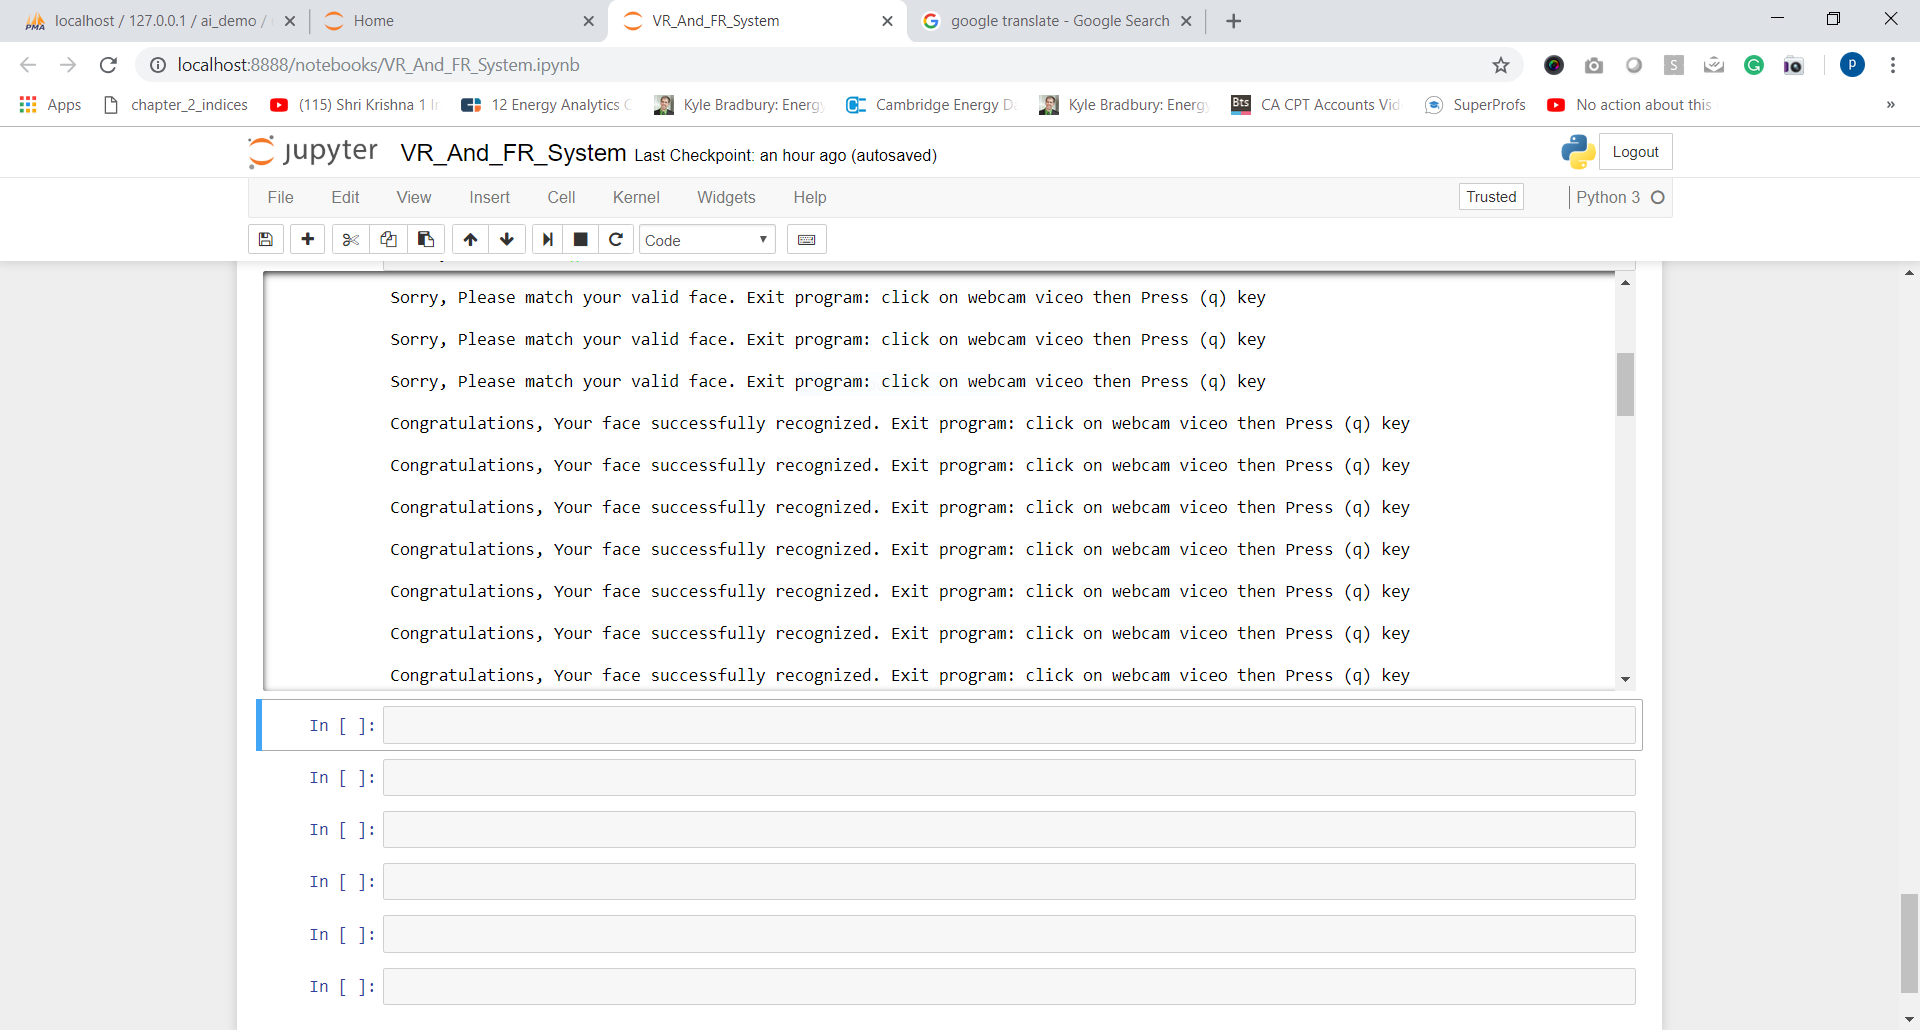 PMA localhost / 127.0.0.1 / ai_demo / Home VR_And_FR_System google translate - Google Search
localhost:8888/notebooks/VR_And_FR_System.ipynb S P
Apps chapter_2_indices (115) Shri Krishna 1 12 Energy Analytics Kyle Bradbury: Energy Cambridge Energy Kyle Bradbury: Energy Bts CA CPT Accounts Vid SuperProfs No action about this »
jupyter VR_And_FR_System Last Checkpoint: an hour ago (autosaved) Logout
File Edit View Insert Cell Kernel Widgets Help Trusted Python 3
Code
Sorry, Please match your valid face. Exit program: click on webcam viceo then Press (q) key
Sorry, Please match your valid face. Exit program: click on webcam viceo then Press (q) key
Sorry, Please match your valid face. Exit program: click on webcam viceo then Press (q) key
Congratulations, Your face successfully recognized. Exit program: click on webcam viceo then Press (q) key
Congratulations, Your face successfully recognized. Exit program: click on webcam viceo then Press (q) key
Congratulations, Your face successfully recognized. Exit program: click on webcam viceo then Press (q) key
Congratulations, Your face successfully recognized. Exit program: click on webcam viceo then Press (q) key
Congratulations, Your face successfully recognized. Exit program: click on webcam viceo then Press (q) key
Congratulations, Your face successfully recognized. Exit program: click on webcam viceo then Press (q) key
Congratulations, Your face successfully recognized. Exit program: click on webcam viceo then Press (q) key
In [ ]:
In [ ]:
In [ ]:
In [ ]:
In [ ]:
In [ ]: